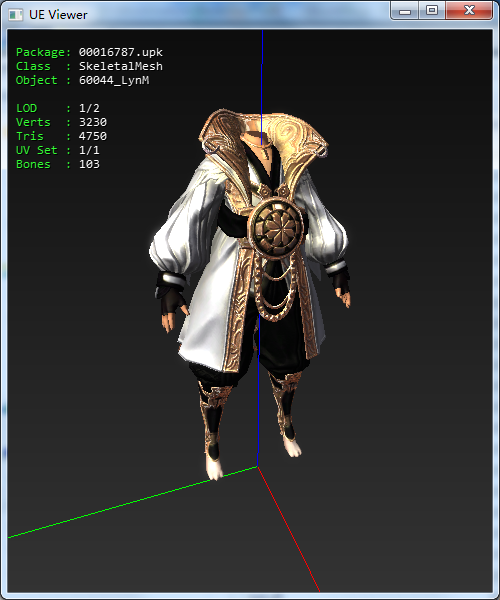 UE Viewer
Package: 00016787.upk
Class : SkeletalMesh
Object : 60044_LynM
LOD : 1/2
Verts : 3230
Tris : 4750
UV Set : 1/1
Bones : 103